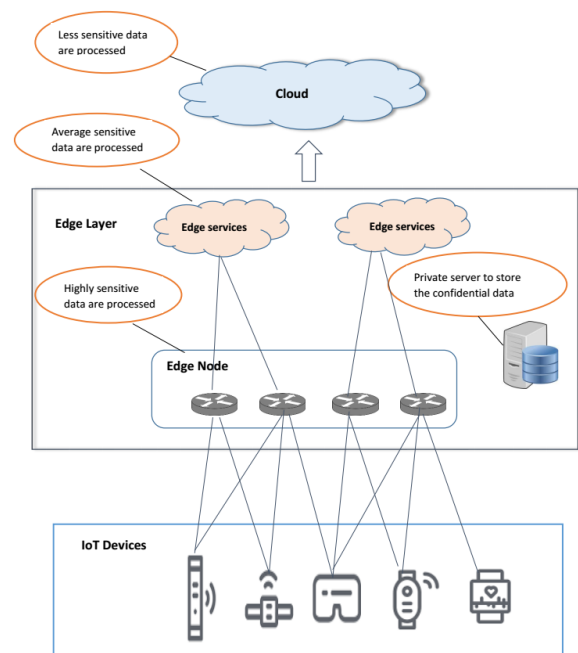 Less sensitive data
are processed
Cloud
Average sensitive
data are processed
Edge Layer
Edge services
Edge services
Highly sensitive
data are processed
Private server to store
the confidential data
Edge Node
IoT Devices